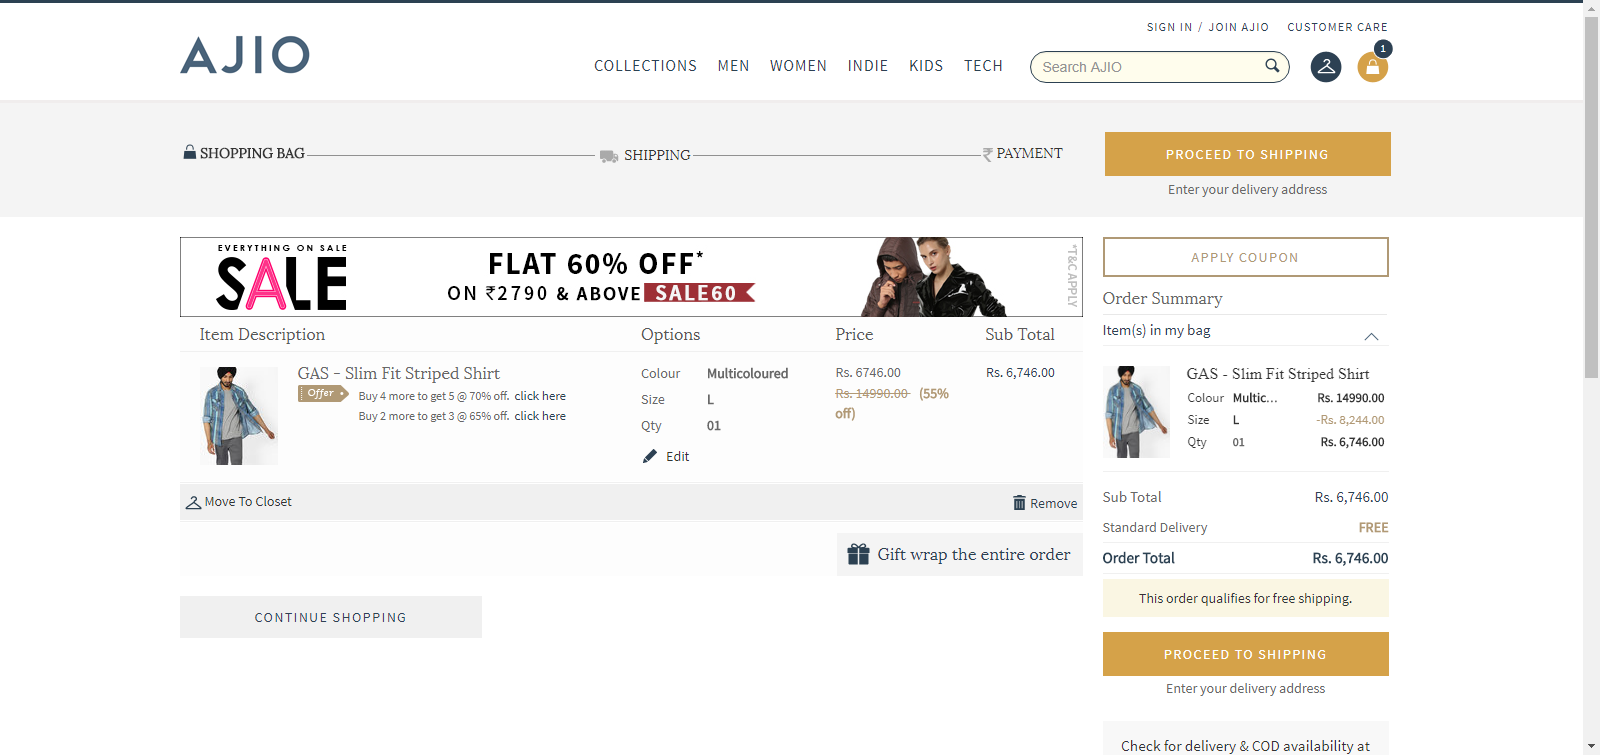 SIGN IN / JOIN AJIO CUSTOMER CARE
AJIO
COLLECTIONS MEN WOMEN INDIE KIDS TECH
Search AJIO
1
SHOPPING BAG
SHIPPING
PAYMENT
PROCEED TO SHIPPING
Enter your delivery address
EVERYTHING ON SALE
SALE
FLAT 60% OFF*
ON ₹2790 & ABOVE SALE60
*T&C APPLY
Item Description Options Price Sub Total
GAS - Slim Fit Striped Shirt
Offer
Buy 4 more to get 5 @ 70% off. click here
Buy 2 more to get 3 @ 65% off. click here
Colour Multicoloured
Size L
Qty 01
Edit
Rs. 6746.00
Rs. 14990.00 (55%
off)
Rs. 6,746.00
Move To Closet
Remove
Gift wrap the entire order
CONTINUE SHOPPING
APPLY COUPON
Order Summary
Item(s) in my bag
GAS - Slim Fit Striped Shirt
Colour Multic... Rs. 14990.00
Size L -Rs. 8,244.00
Qty 01 Rs. 6,746.00
Sub Total Rs. 6,746.00
Standard Delivery FREE
Order Total Rs. 6,746.00
This order qualifies for free shipping.
PROCEED TO SHIPPING
Enter your delivery address
Check for delivery & COD availability at